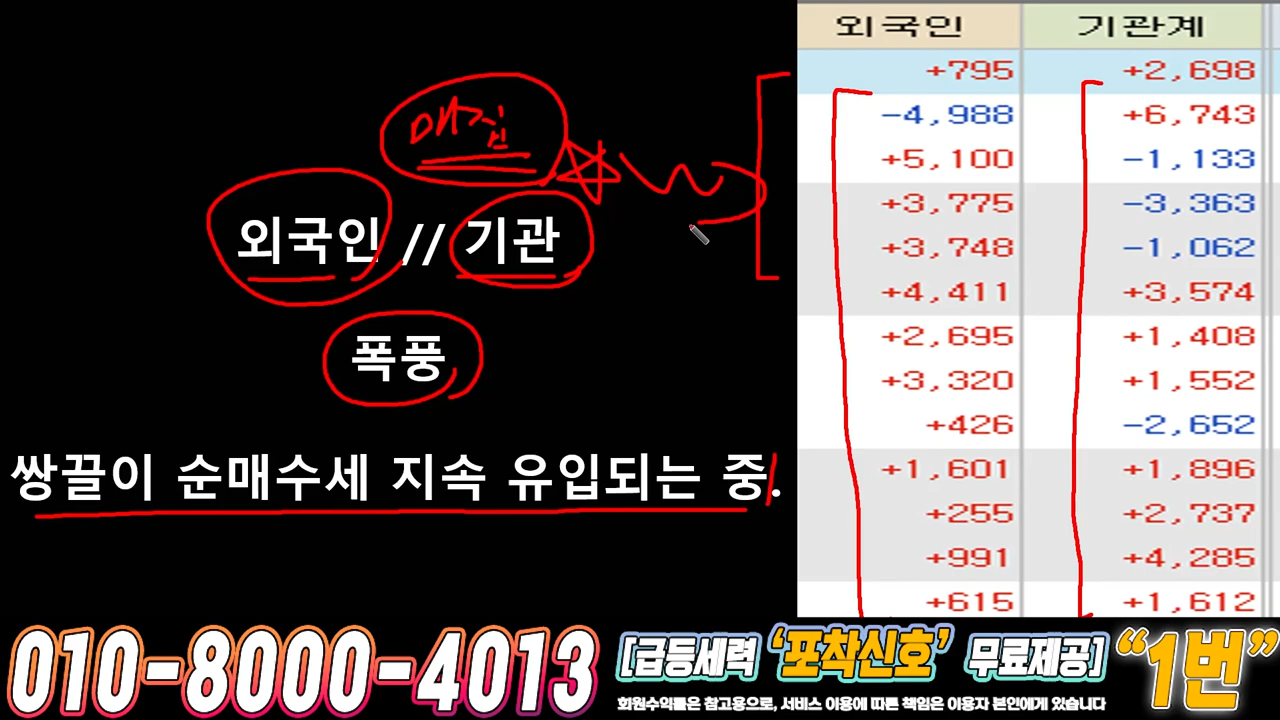 매집
외국인 // 기관
폭풍
쌍끌이 순매수세 지속 유입되는 중.
외국인 기관계
+795 +2,698
-4,988 +6,743
+5,100 -1,133
+3,775 -3,363
+3,748 -1,062
+4,411 +3,574
+2,695 +1,408
+3,320 +1,552
+426 -2,652
+1,601 +1,896
+255 +2,737
+991 +4,285
+615 +1,612
010-8000-4013
[급등세력 '포착신호' 무료제공] "1번"
회원수익률은 참고용으로, 서비스 이용에 따른 책임은 이용자 본인에게 있습니다